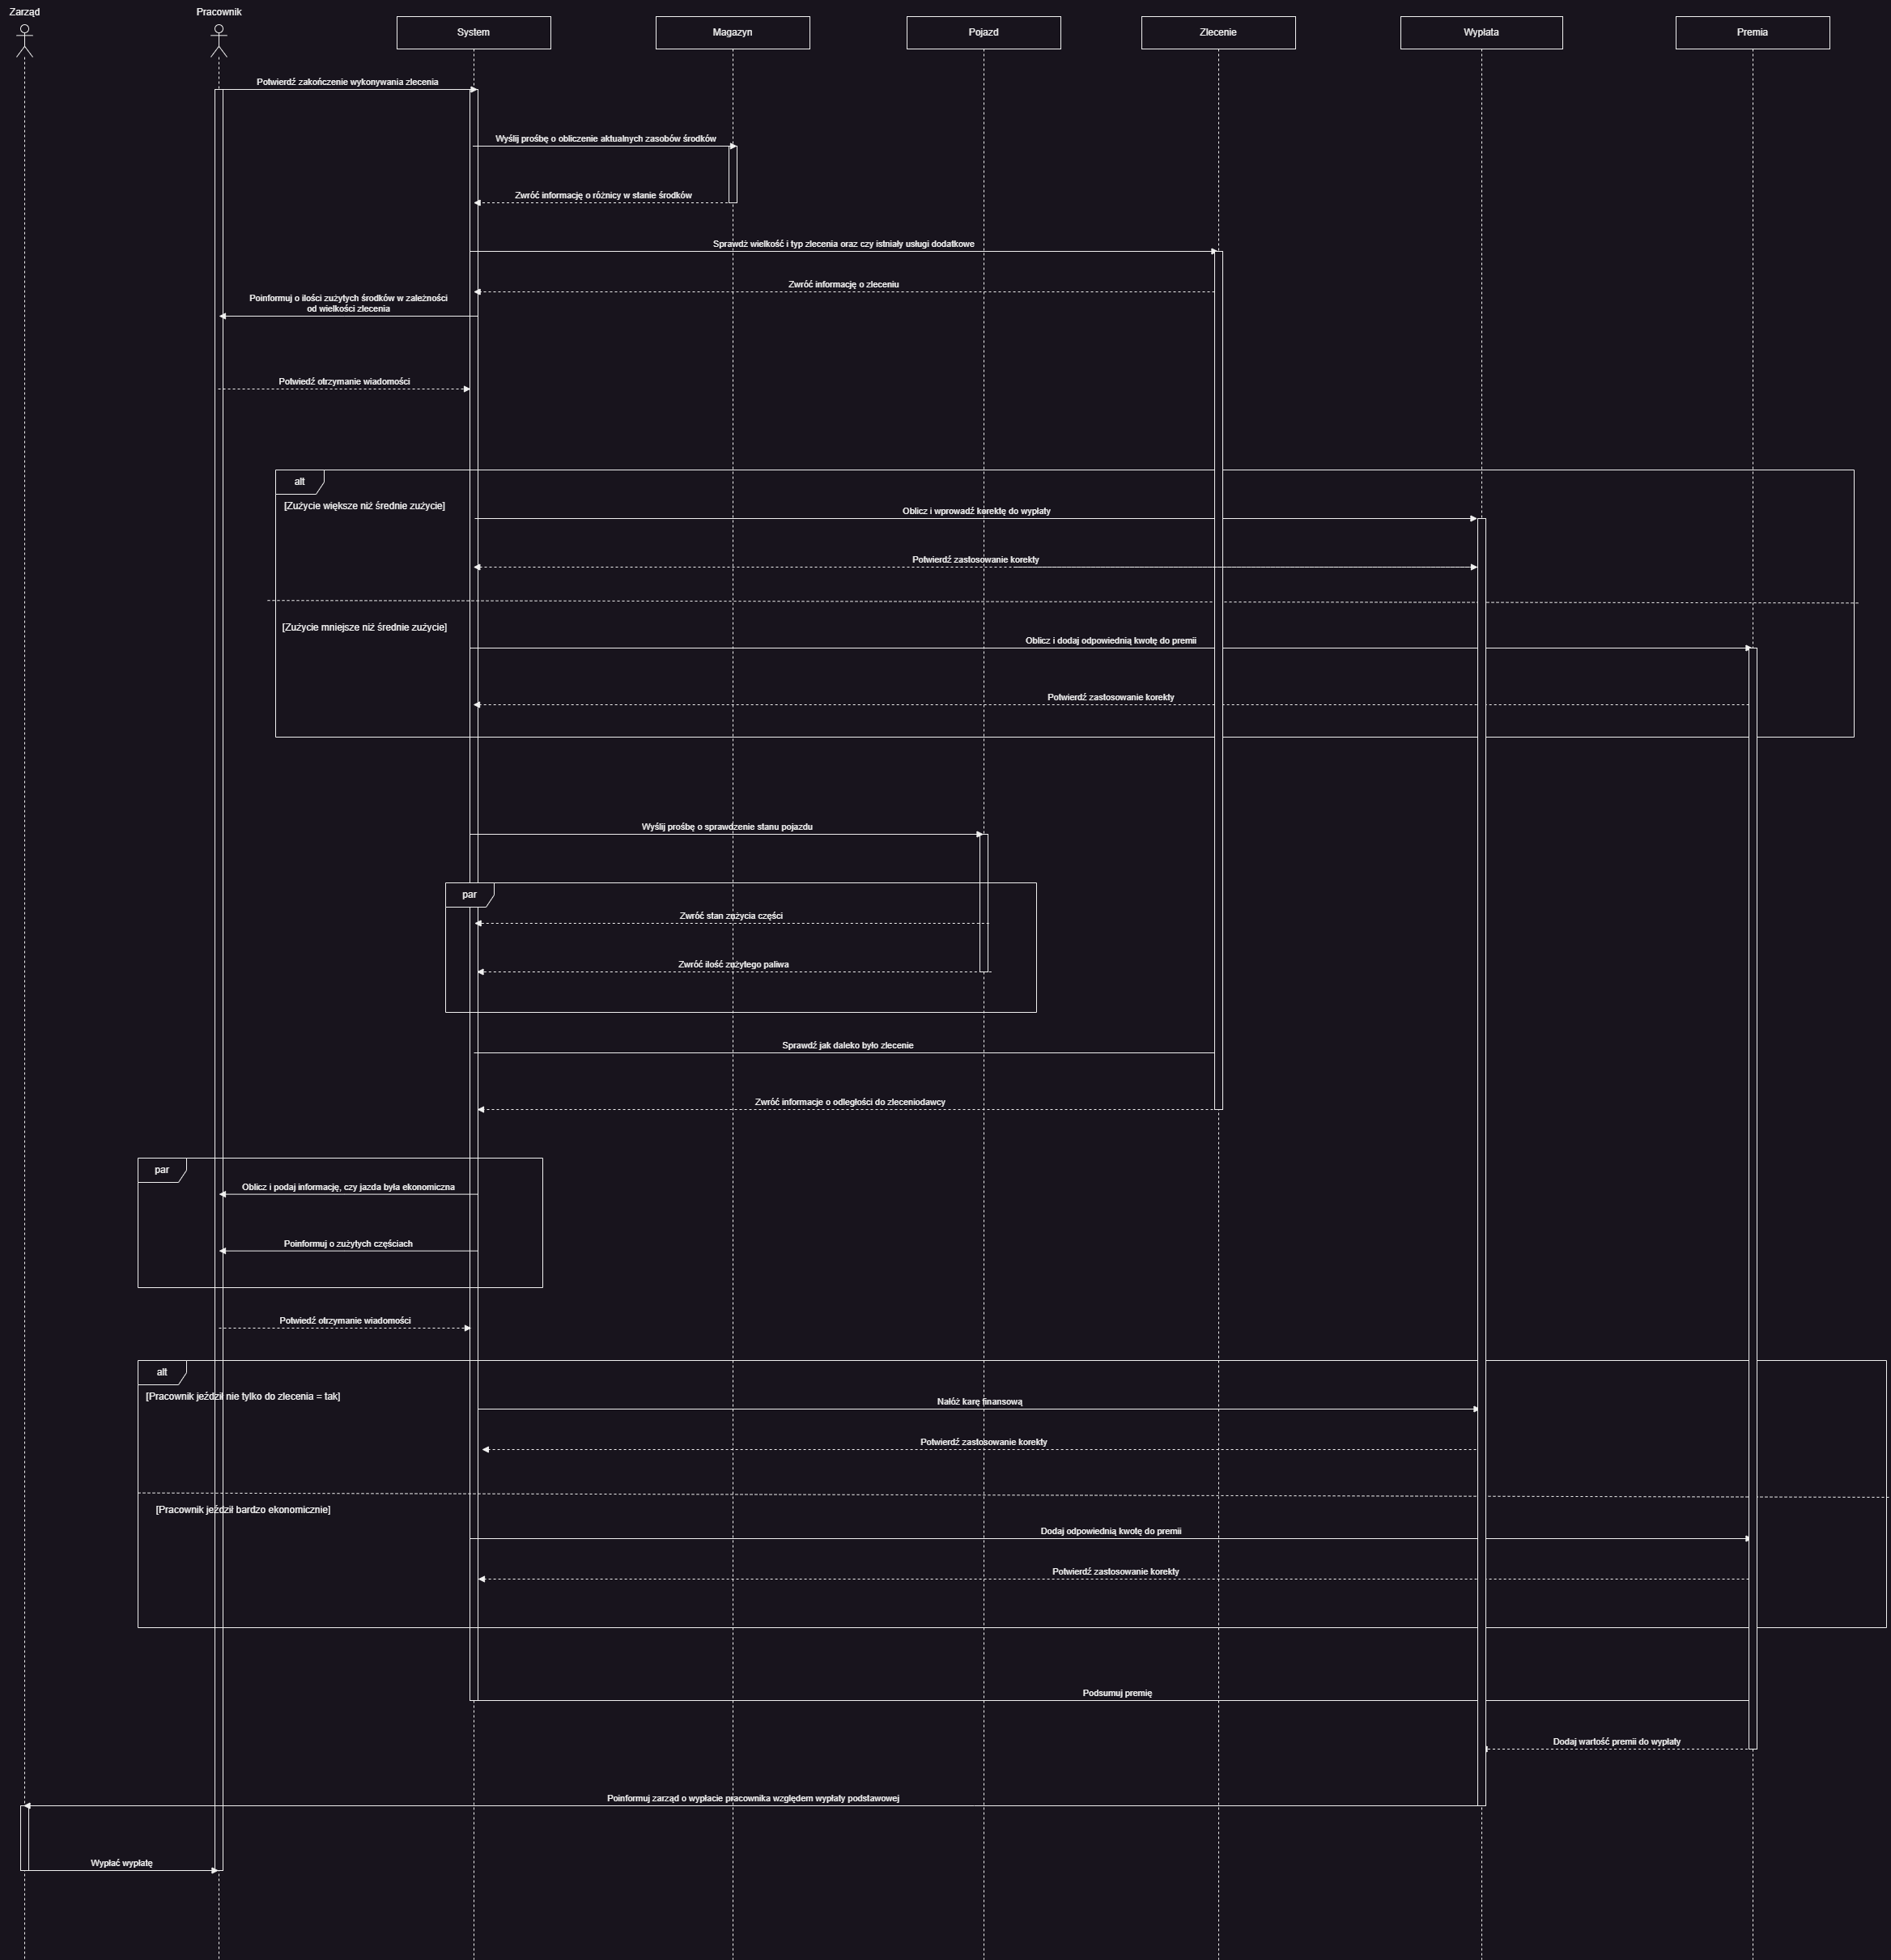 Zarząd
Pracownik
System
Magazyn
Pojazd
Zlecenie
Wypłata
Premia
Potwierdź zakończenie wykonywania zlecenia
Wyślij prośbę o obliczenie aktualnych zasobów środków
Zwróć informację o różnicy w stanie środków
Sprawdż wielkość i typ zlecenia oraz czy istniały usługi dodatkowe
Zwróć informację o zleceniu
Poinformuj o ilości zużytych środków w zależności
od wielkości zlecenia
Potwiedź otrzymanie wiadomości
alt
[Zużycie większe niż średnie zużycie]
Oblicz i wprowadź korektę do wypłaty
Potwierdź zastosowanie korekty
[Zużycie mniejsze niż średnie zużycie]
Oblicz i dodaj odpowiednią kwotę do premii
Potwierdź zastosowanie korekty
Wyślij prośbę o sprawdzenie stanu pojazdu
par
Zwróć stan zużycia części
Zwróć ilość zużytego paliwa
Sprawdź jak daleko było zlecenie
Zwróć informacje o odległości do zleceniodawcy
par
Oblicz i podaj informację, czy jazda była ekonomiczna
Poinformuj o zużytych częściach
Potwiedź otrzymanie wiadomości
alt
[Pracownik jeździł nie tylko do zlecenia = tak]
Nałóż karę finansową
Potwierdź zastosowanie korekty
[Pracownik jeździł bardzo ekonomicznie]
Dodaj odpowiednią kwotę do premii
Potwierdź zastosowanie korekty
Podsumuj premię
Dodaj wartość premii do wypłaty
Poinformuj zarząd o wypłacie pracownika względem wypłaty podstawowej
Wypłać wypłatę